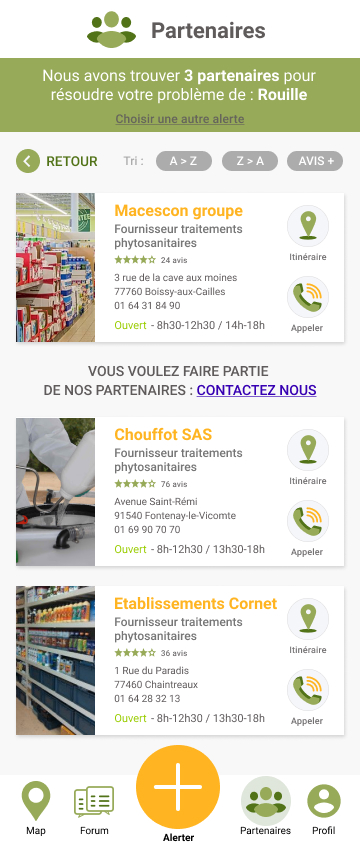 Partenaires
Nous avons trouver 3 partenaires pour
résoudre votre problème de : Rouille
Choisir une autre alerte
RETOUR Tri : A > Z Z > A AVIS +
Macescon groupe
Fournisseur traitements
phytosanitaires
24 avis
3 rue de la cave aux moines
77760 Boissy-aux-Cailles
01 64 31 84 90
Ouvert - 8h30-12h30 / 14h-18h
Itinéraire
Appeler
VOUS VOULEZ FAIRE PARTIE
DE NOS PARTENAIRES : CONTACTEZ NOUS
Chouffot SAS
Fournisseur traitements
phytosanitaires
76 avis
Avenue Saint-Rémi
91540 Fontenay-le-Vicomte
01 69 90 70 70
Ouvert - 8h-12h30 / 13h30-18h
Itinéraire
Appeler
Etablissements Cornet
Fournisseur traitements
phytosanitaires
36 avis
1 Rue du Paradis
77460 Chaintreaux
01 64 28 32 13
Ouvert - 8h-12h30 / 13h30-18h
Itinéraire
Appeler
Map Forum Alerter Partenaires Profil